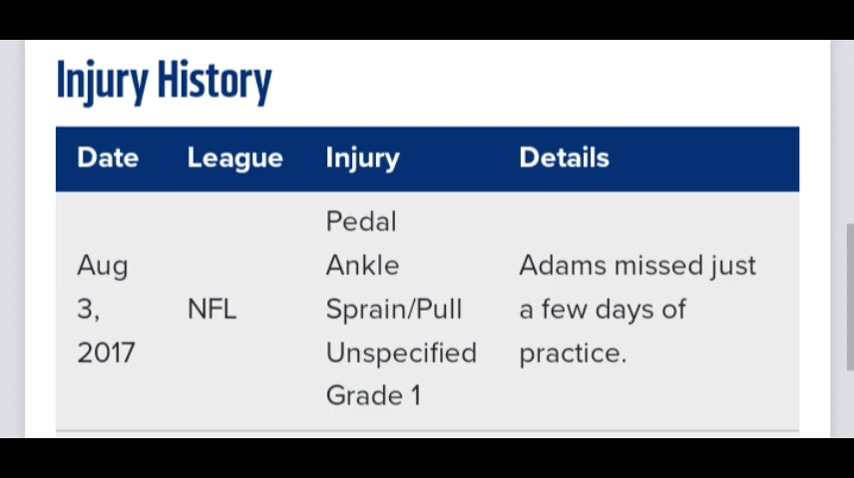 Injury History
Date League Injury Details
Pedal
Aug Ankle Adams missed just
3, NFL Sprain/Pull a few days of
2017 Unspecified practice.
Grade 1